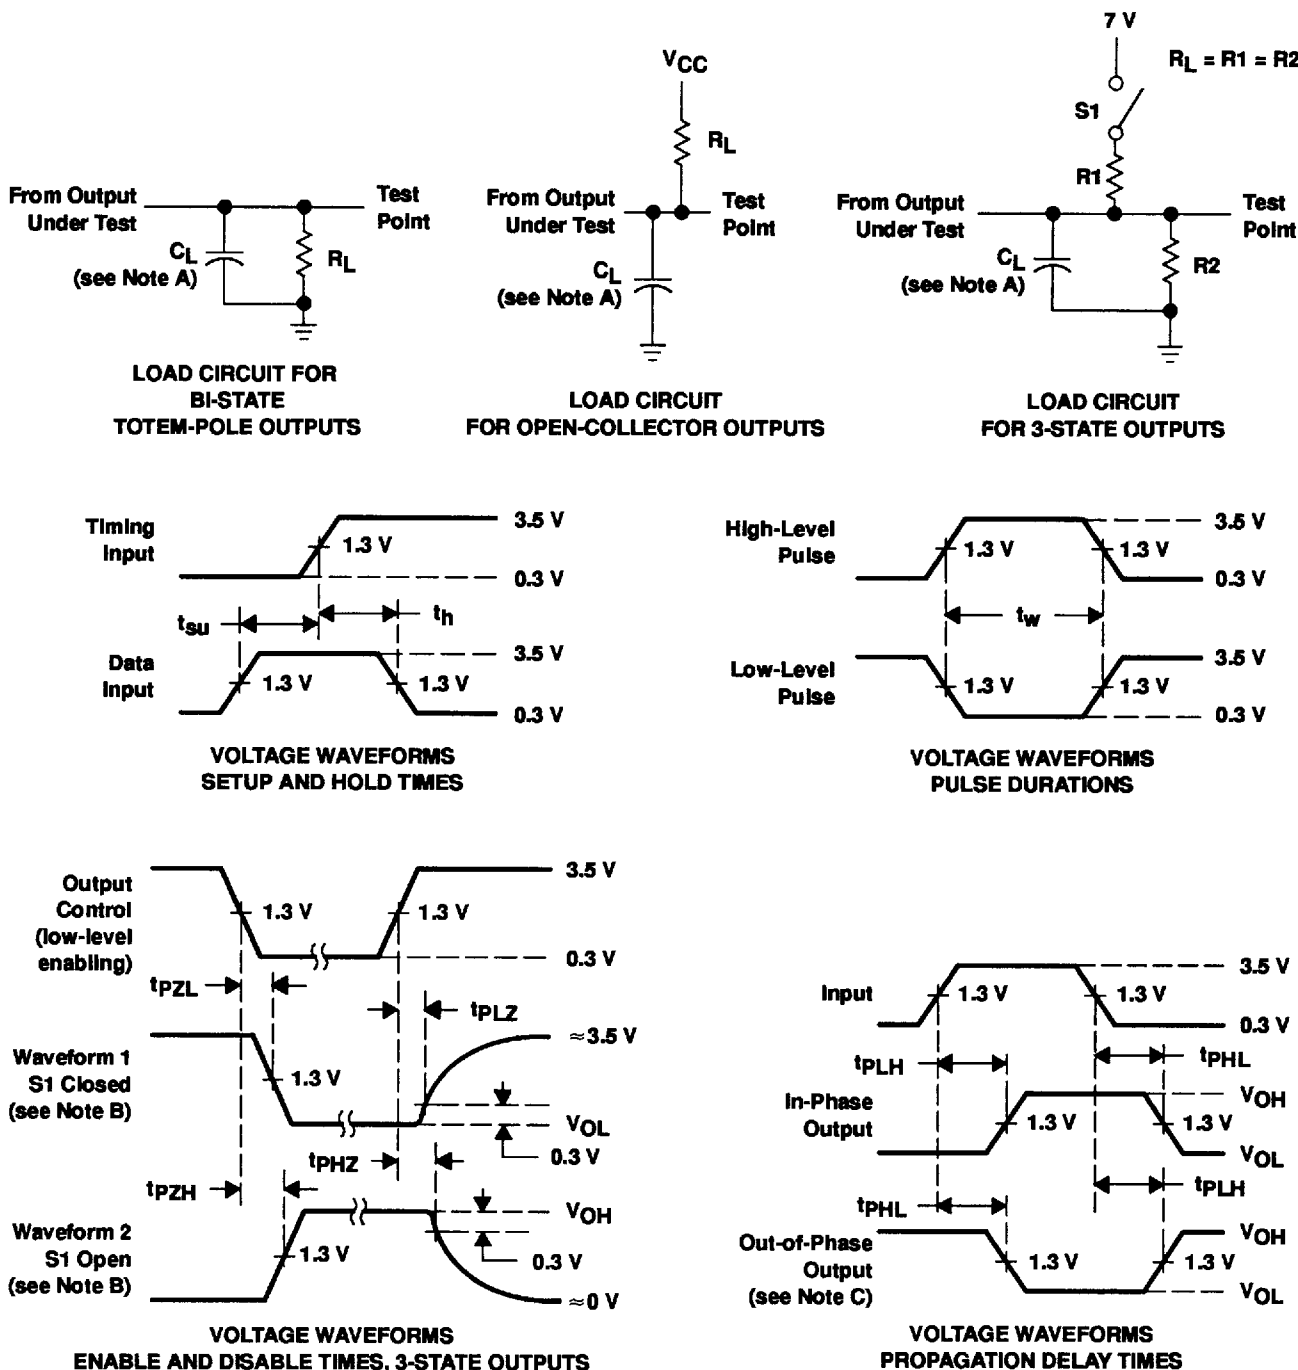 From Output
Under Test
Test
Point
CL
(see Note A)
RL
LOAD CIRCUIT FOR
BI-STATE
TOTEM-POLE OUTPUTS
VCC
RL
From Output
Under Test
Test
Point
CL
(see Note A)
LOAD CIRCUIT
FOR OPEN-COLLECTOR OUTPUTS
7 V
RL = R1 = R2
S1
R1
From Output
Under Test
Test
Point
CL
(see Note A)
R2
LOAD CIRCUIT
FOR 3-STATE OUTPUTS
Timing
Input
1.3 V
3.5 V
0.3 V
tsu
th
Data
Input
1.3 V
1.3 V
3.5 V
0.3 V
VOLTAGE WAVEFORMS
SETUP AND HOLD TIMES
High-Level
Pulse
1.3 V
1.3 V
3.5 V
0.3 V
tw
Low-Level
Pulse
1.3 V
1.3 V
3.5 V
0.3 V
VOLTAGE WAVEFORMS
PULSE DURATIONS
Output
Control
(low-level
enabling)
1.3 V
1.3 V
3.5 V
0.3 V
tPZL
tPLZ
Waveform 1
S1 Closed
(see Note B)
1.3 V
≈3.5 V
VOL
0.3 V
tPHZ
tPZH
Waveform 2
S1 Open
(see Note B)
1.3 V
VOH
0.3 V
≈0 V
VOLTAGE WAVEFORMS
ENABLE AND DISABLE TIMES, 3-STATE OUTPUTS
Input
1.3 V
1.3 V
3.5 V
0.3 V
tPLH
tPHL
In-Phase
Output
1.3 V
1.3 V
VOH
VOL
tPHL
tPLH
Out-of-Phase
Output
(see Note C)
1.3 V
1.3 V
VOH
VOL
VOLTAGE WAVEFORMS
PROPAGATION DELAY TIMES